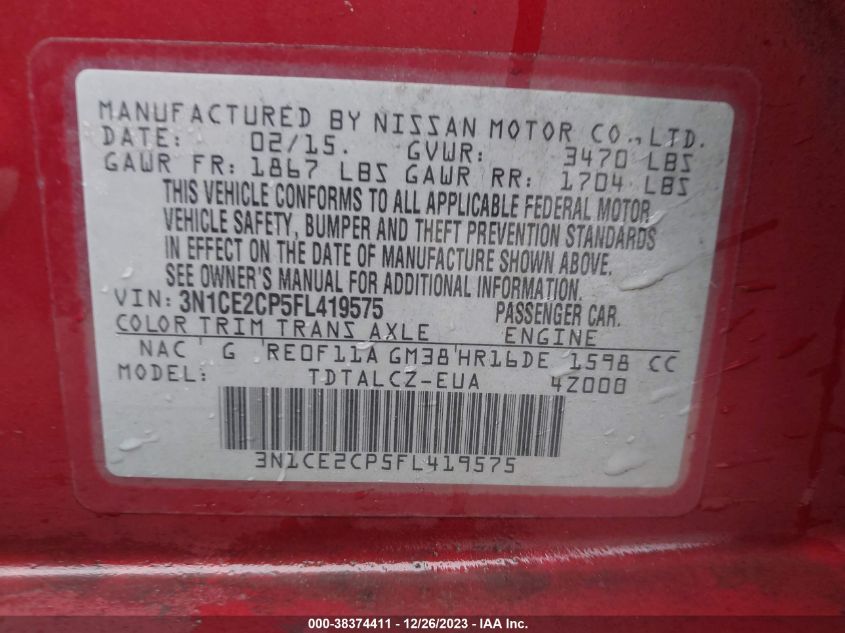 MANUFACTURED BY NISSAN MOTOR CO., LTD.
DATE: 02/15. GVWR: 3470 LBS
GAWR FR: 1867 LBS GAWR RR: 1704 LBS
THIS VEHICLE CONFORMS TO ALL APPLICABLE FEDERAL MOTOR
VEHICLE SAFETY, BUMPER AND THEFT PREVENTION STANDARDS
IN EFFECT ON THE DATE OF MANUFACTURE SHOWN ABOVE.
SEE OWNER'S MANUAL FOR ADDITIONAL INFORMATION.
VIN: 3N1CE2CP5FL419575 PASSENGER CAR.
COLOR TRIM TRANS AXLE ENGINE
NAC G RE0F11A GM38 HR16DE 1598 CC
MODEL: TDTALCZ-EUA 4Z000
3N1CE2CP5FL419575
000-38374411 - 12/26/2023 - IAA Inc.